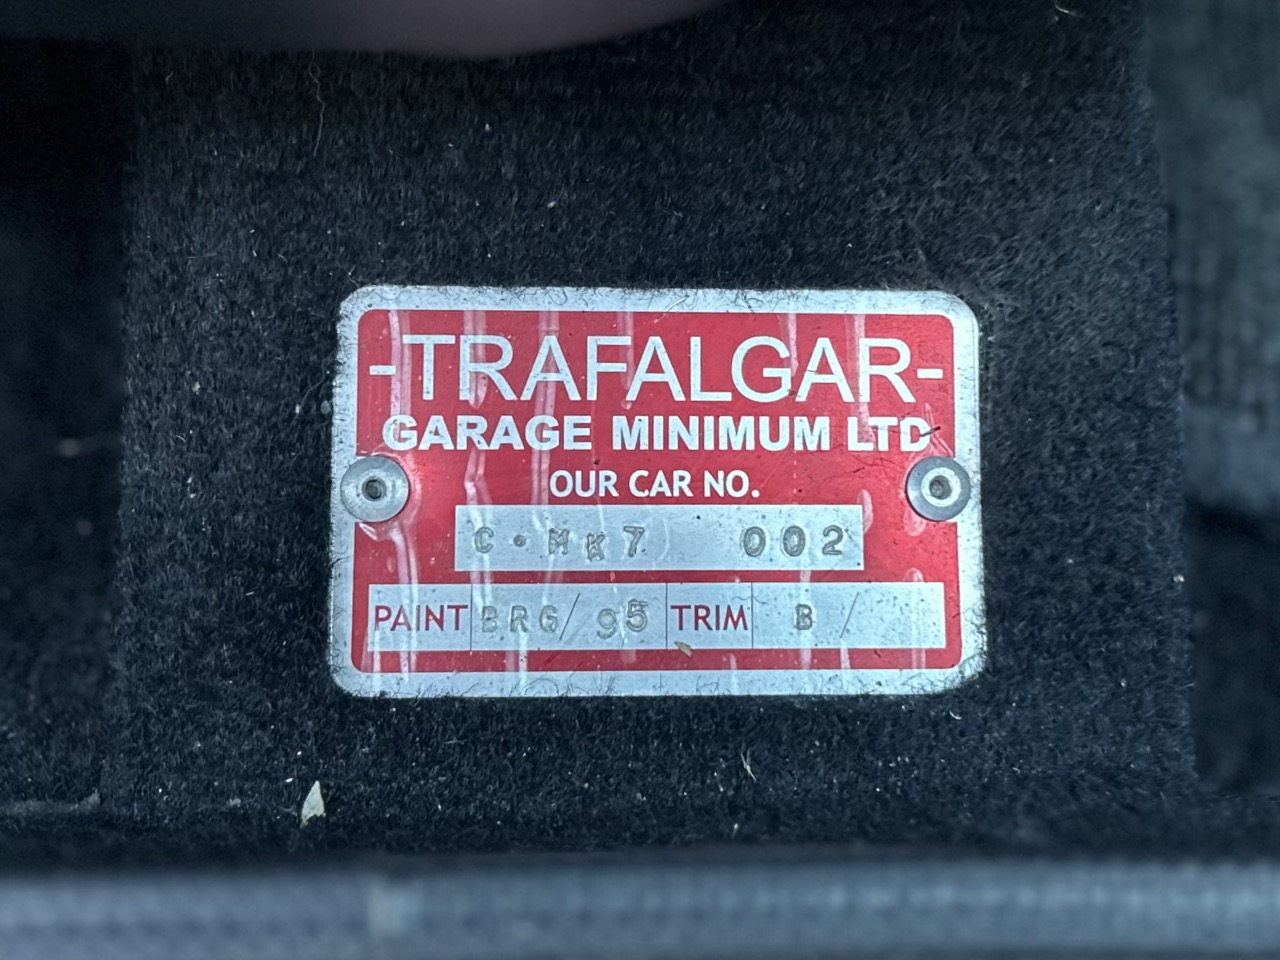 -TRAFALGAR-
GARAGE MINIMUM LTD
OUR CAR NO.
C·MK7 002
PAINT BRG/95 TRIM B/